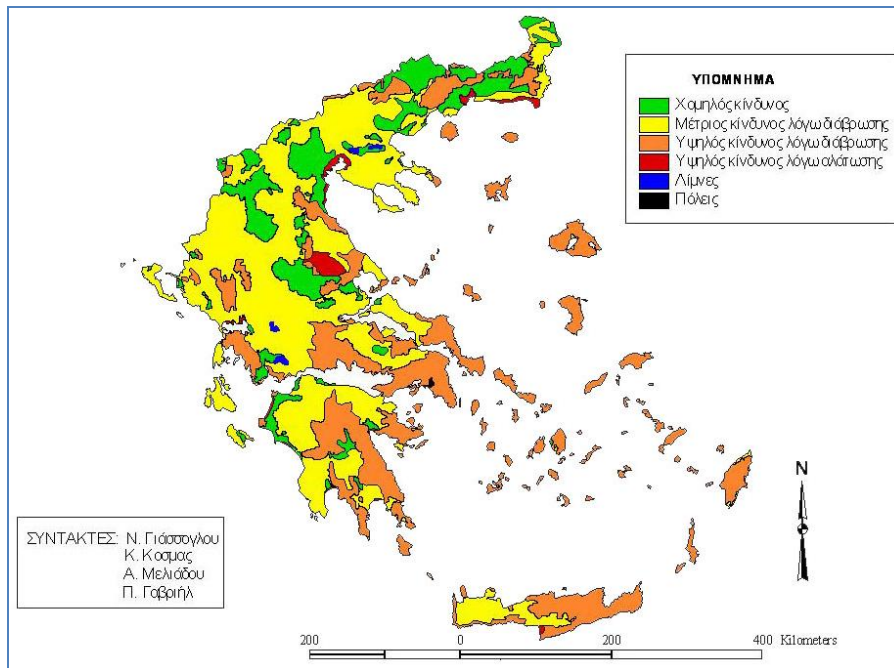 ΥΠΟΜΝΗΜΑ
Χαμηλός κίνδυνος
Μέτριος κίνδυνος λόγω διάβρωσης
Υψηλός κίνδυνος λόγω διάβρωσης
Υψηλός κίνδυνος λόγω αλάτωσης
Λίμνες
Πόλεις
N
ΣΥΝΤΑΚΤΕΣ: Ν. Γιάσσογλου
Κ. Κοσμας
Α. Μελιάδου
Π. Γαβριήλ
200 0 200 400 Kilometers